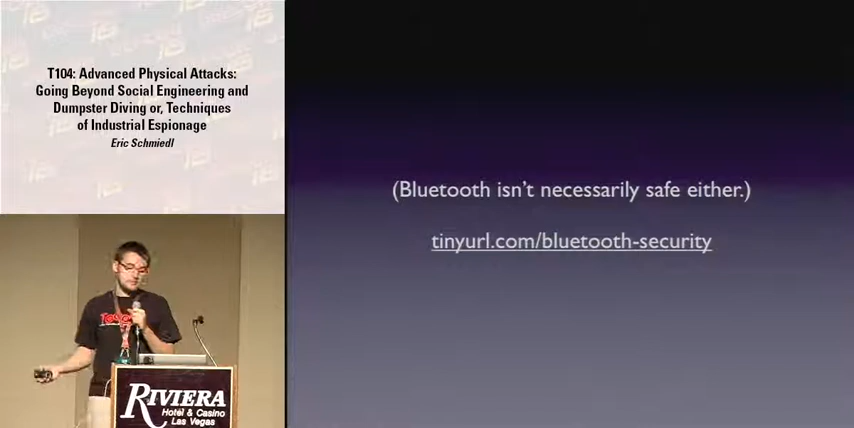 T104: Advanced Physical Attacks:
Going Beyond Social Engineering and
Dumpster Diving or, Techniques
of Industrial Espionage
Eric Schmiedl
(Bluetooth isn't necessarily safe either.)
tinyurl.com/bluetooth-security
RIVIERA
Hotel & Casino
Las Vegas